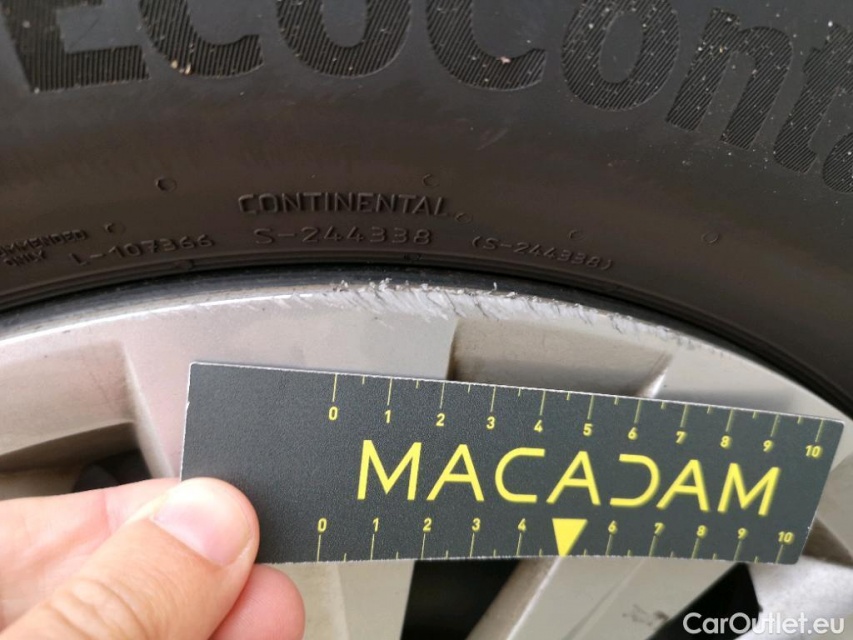 EcoConta
CONTINENTAL
L-107366 S-244338 (S-244338)
0 1 2 3 4 5 6 7 8 9 10
MACADAM
0 1 2 3 4 6 7 8 9 10
CarOutlet.eu